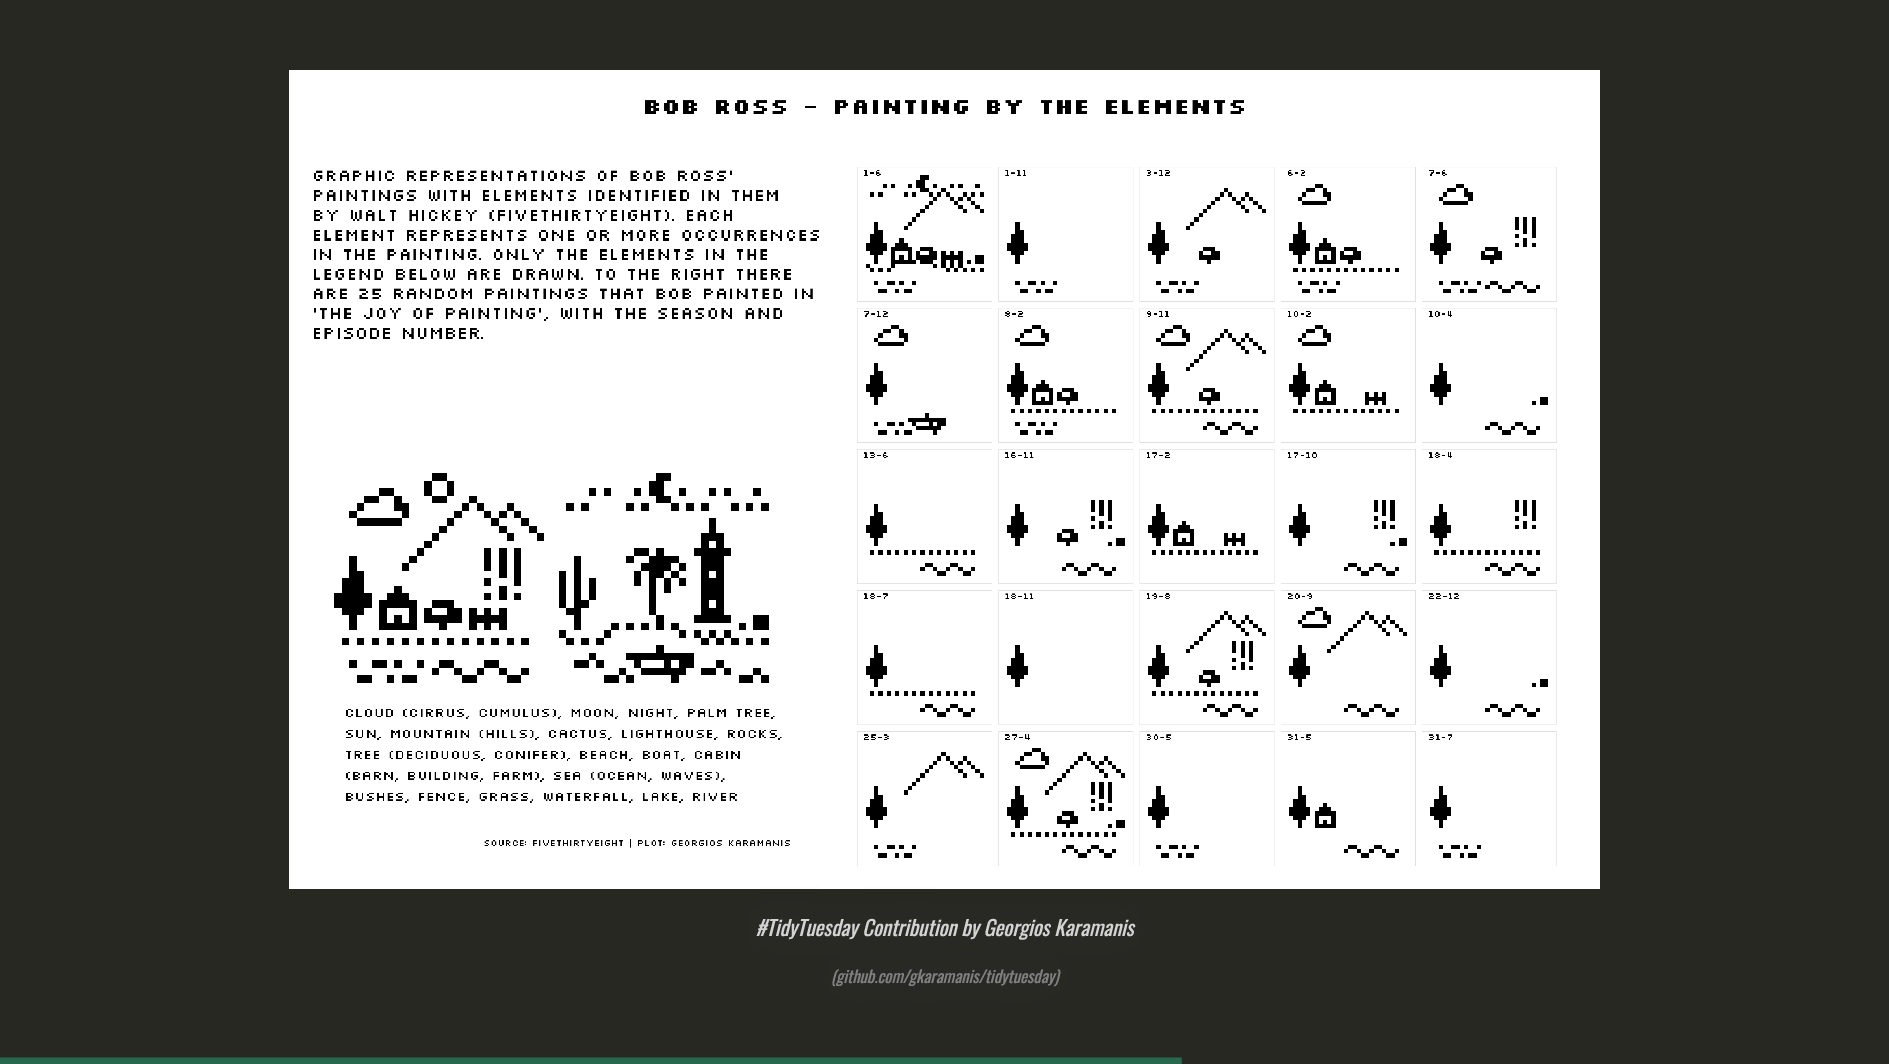 BOB ROSS - PAINTING BY THE ELEMENTS
GRAPHIC REPRESENTATIONS OF BOB ROSS'
PAINTINGS WITH ELEMENTS IDENTIFIED IN THEM
BY WALT HICKEY (FIVETHIRTYEIGHT). EACH
ELEMENT REPRESENTS ONE OR MORE OCCURRENCES
IN THE PAINTING. ONLY THE ELEMENTS IN THE
LEGEND BELOW ARE DRAWN. TO THE RIGHT THERE
ARE 25 RANDOM PAINTINGS THAT BOB PAINTED IN
'THE JOY OF PAINTING', WITH THE SEASON AND
EPISODE NUMBER.
CLOUD (CIRRUS, CUMULUS), MOON, NIGHT, PALM TREE,
SUN, MOUNTAIN (HILLS), CACTUS, LIGHTHOUSE, ROCKS,
TREE (DECIDUOUS, CONIFER), BEACH, BOAT, CABIN
(BARN, BUILDING, FARM), SEA (OCEAN, WAVES),
BUSHES, FENCE, GRASS, WATERFALL, LAKE, RIVER
SOURCE: FIVETHIRTYEIGHT | PLOT: GEORGIOS KARAMANIS
1-6 1-11 3-12 6-2 7-6
7-12 8-2 9-11 10-2 10-4
13-6 16-11 17-2 17-10 18-4
18-7 18-11 19-8 20-9 22-12
25-3 27-4 30-5 31-5 31-7
#TidyTuesday Contribution by Georgios Karamanis
(github.com/gkaramanis/tidytuesday)